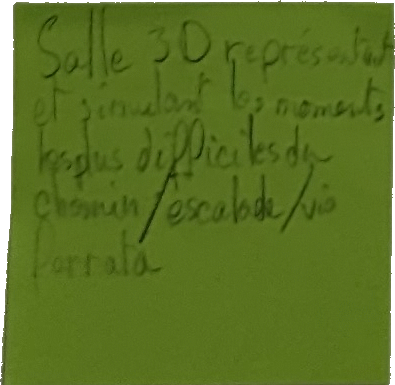 Salle 3D représentant
et simulant les moments
les plus difficiles du
chemin/escalade/via
ferrata